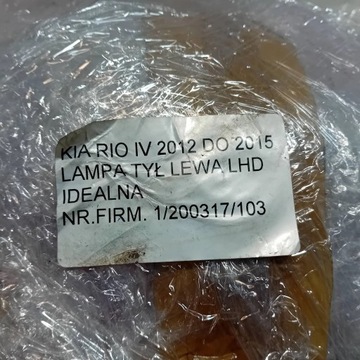 KIA RIO IV 2012 DO 2015
LAMPA TYŁ LEWA LHD
IDEALNA
NR.FIRM. 1/200317/103